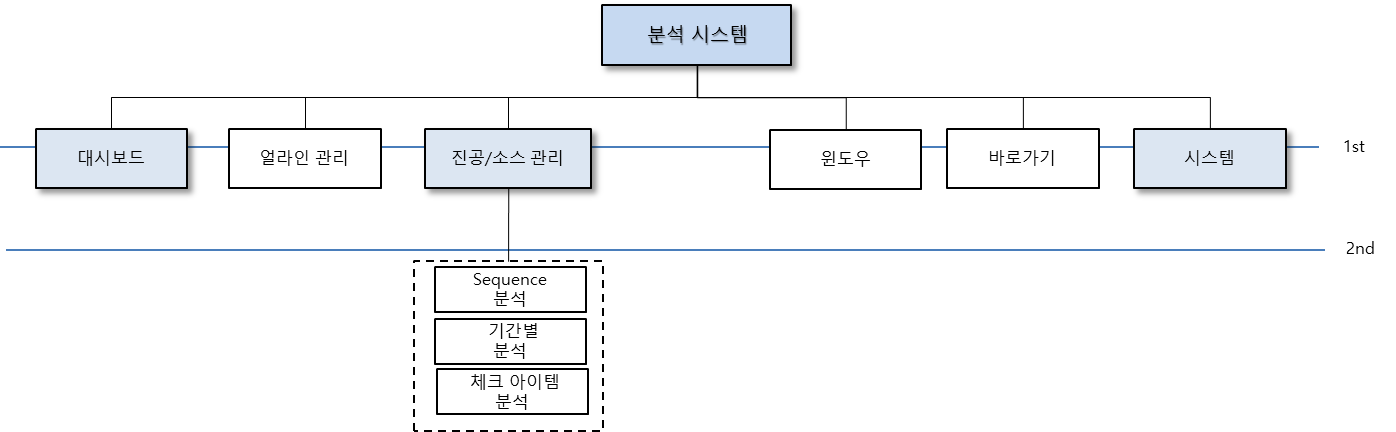 분석 시스템
대시보드
얼라인 관리
진공/소스 관리
윈도우
바로가기
시스템
1st
2nd
Sequence
분석
기간별
분석
체크 아이템
분석